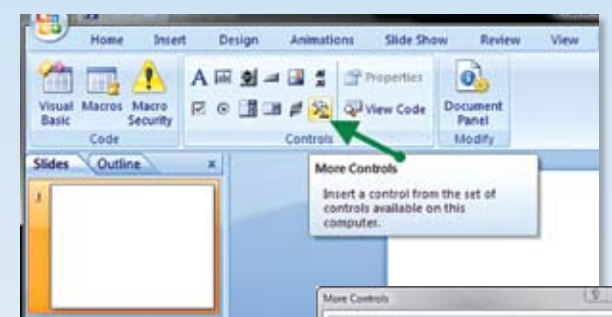 Home Insert Design Animations Slide Show Review View
A Properties
Visual Basic Macros Macro Security View Code Document Panel
Code Controls Modify
Slides Outline x
More Controls
1
Insert a control from the set of
controls available on this
computer.
More Controls